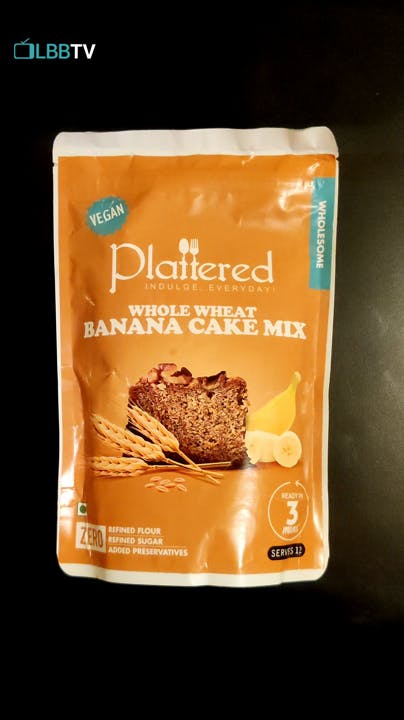 LBBTV
VEGAN
WHOLESOME
Plattered
INDULGE, EVERYDAY!
WHOLE WHEAT
BANANA CAKE MIX
READY IN
3
ZERO
REFINED FLOUR
REFINED SUGAR
ADDED PRESERVATIVES
SERVES 12